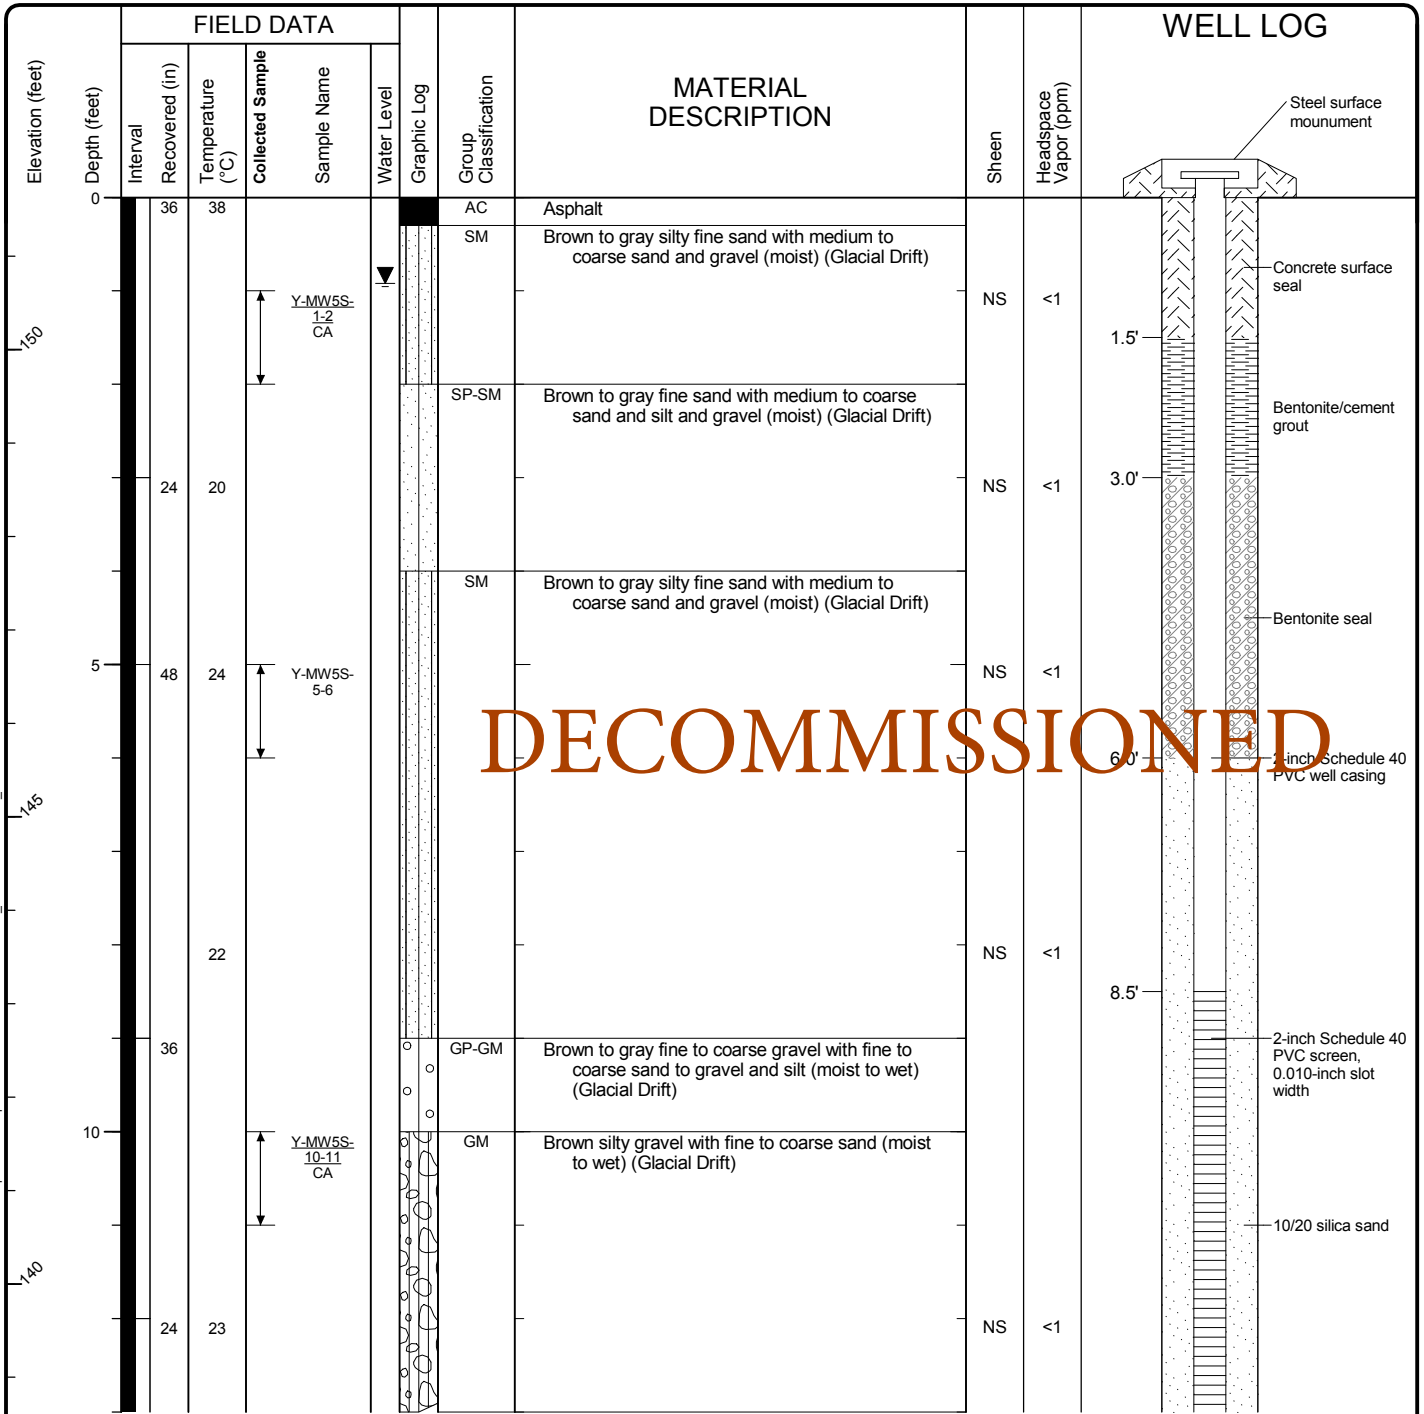 FIELD DATA
WELL LOG
Elevation (feet)
Depth (feet)
Interval
Recovered (in)
Temperature
(°C)
Collected Sample
Sample Name
Water Level
Graphic Log
Group
Classification
MATERIAL
DESCRIPTION
Sheen
Headspace
Vapor (ppm)
Steel surface
mounument
0
36
38
AC
Asphalt
SM
Brown to gray silty fine sand with medium to
coarse sand and gravel (moist) (Glacial Drift)
Y-MW5S-
1-2
CA
NS
<1
Concrete surface
seal
150
1.5'
SP-SM
Brown to gray fine sand with medium to coarse
sand and silt and gravel (moist) (Glacial Drift)
Bentonite/cement
grout
24
20
NS
<1
3.0'
SM
Brown to gray silty fine sand with medium to
coarse sand and gravel (moist) (Glacial Drift)
Bentonite seal
5
48
24
Y-MW5S-
5-6
NS
<1
DECOMMISSIONED
6.0'
2-inch Schedule 40
PVC well casing
145
22
NS
<1
8.5'
36
GP-GM
Brown to gray fine to coarse gravel with fine to
coarse sand to gravel and silt (moist to wet)
(Glacial Drift)
2-inch Schedule 40
PVC screen,
0.010-inch slot
width
10
Y-MW5S-
10-11
CA
GM
Brown silty gravel with fine to coarse sand (moist
to wet) (Glacial Drift)
10/20 silica sand
140
24
23
NS
<1